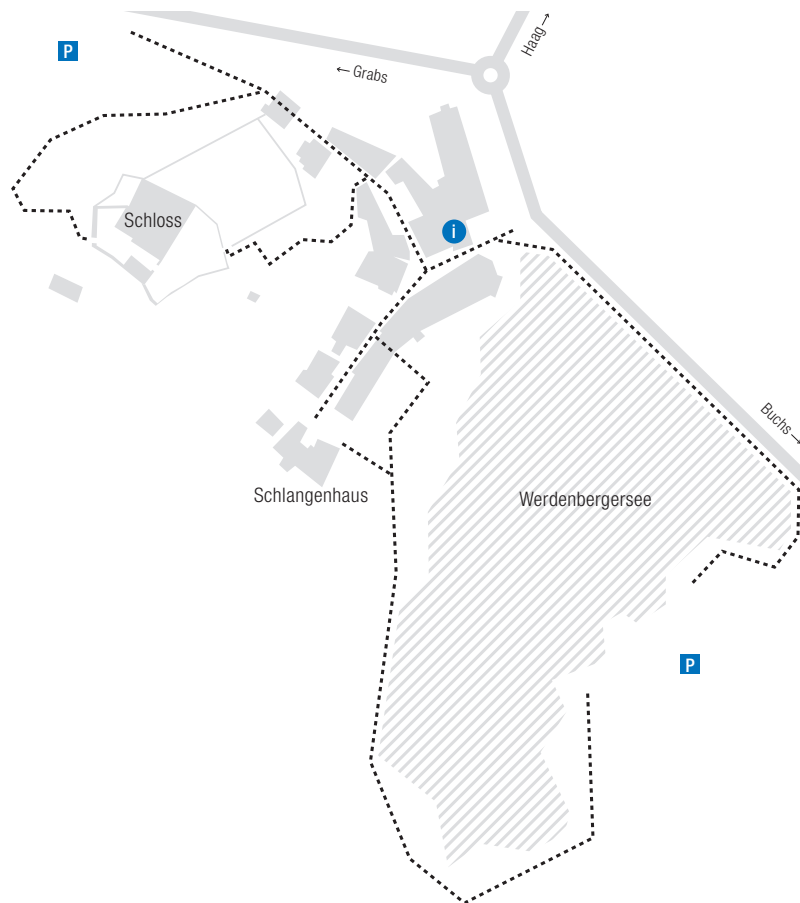 Haag →
P
← Grabs
Schloss
i
Buchs →
Schlangenhaus
Werdenbergersee
P